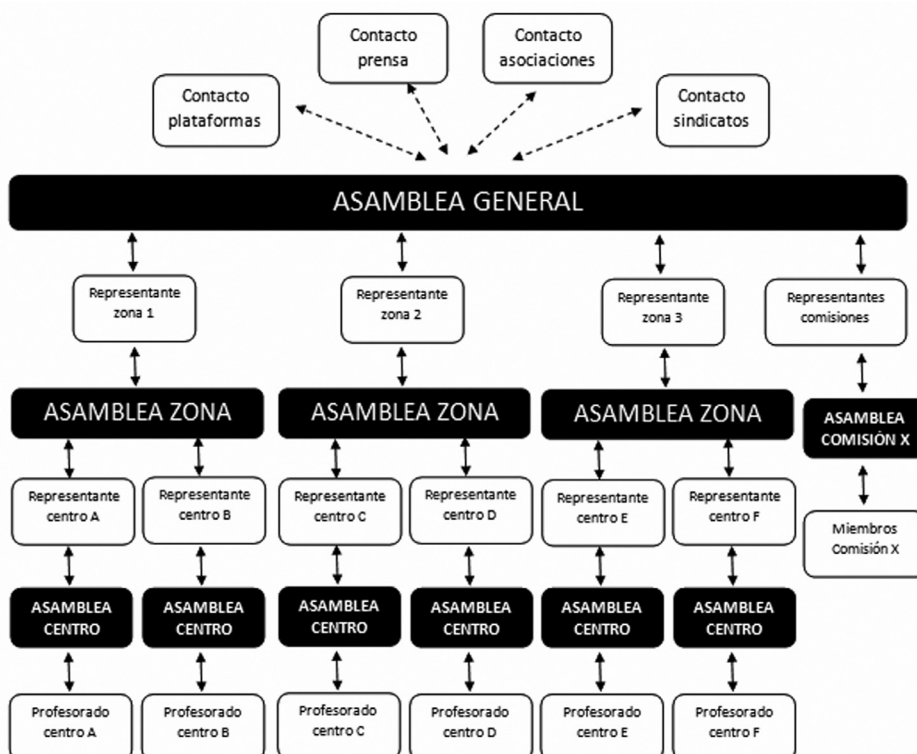 Contacto
prensa
Contacto
asociaciones
Contacto
plataformas
Contacto
sindicatos
ASAMBLEA GENERAL
Representante
zona 1
Representante
zona 2
Representante
zona 3
Representantes
comisiones
ASAMBLEA ZONA
ASAMBLEA ZONA
ASAMBLEA ZONA
ASAMBLEA
COMISIÓN X
Representante
centro A
Representante
centro B
Representante
centro C
Representante
centro D
Representante
centro E
Representante
centro F
Miembros
Comisión X
ASAMBLEA
CENTRO
ASAMBLEA
CENTRO
ASAMBLEA
CENTRO
ASAMBLEA
CENTRO
ASAMBLEA
CENTRO
ASAMBLEA
CENTRO
Profesorado
centro A
Profesorado
centro B
Profesorado
centro C
Profesorado
centro D
Profesorado
centro E
Profesorado
centro F